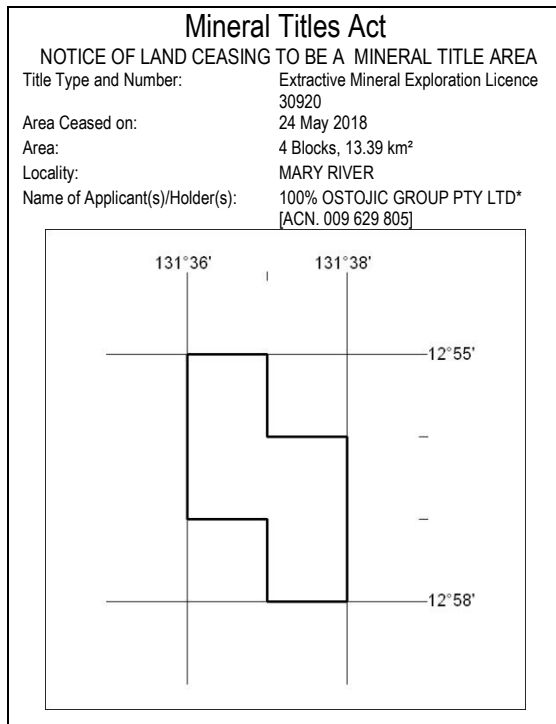 Mineral Titles Act
NOTICE OF LAND CEASING TO BE A MINERAL TITLE AREA
Title Type and Number: Extractive Mineral Exploration Licence
30920
Area Ceased on: 24 May 2018
Area: 4 Blocks, 13.39 km²
Locality: MARY RIVER
Name of Applicant(s)/Holder(s): 100% OSTOJIC GROUP PTY LTD*
[ACN. 009 629 805]
131°36' 131°38'
12°55'
12°58'